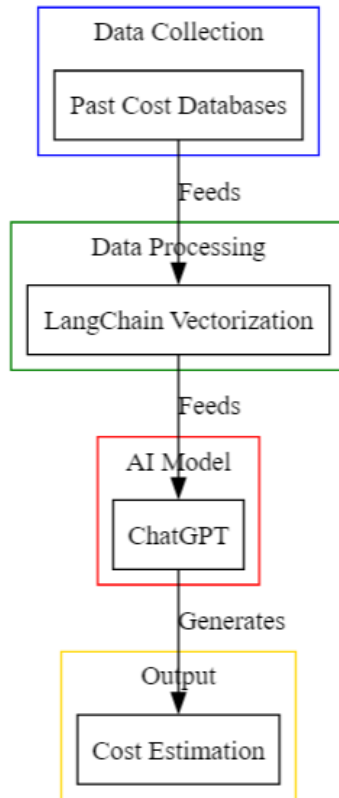 Data Collection
Past Cost Databases
Feeds
Data Processing
LangChain Vectorization
Feeds
AI Model
ChatGPT
Generates
Output
Cost Estimation